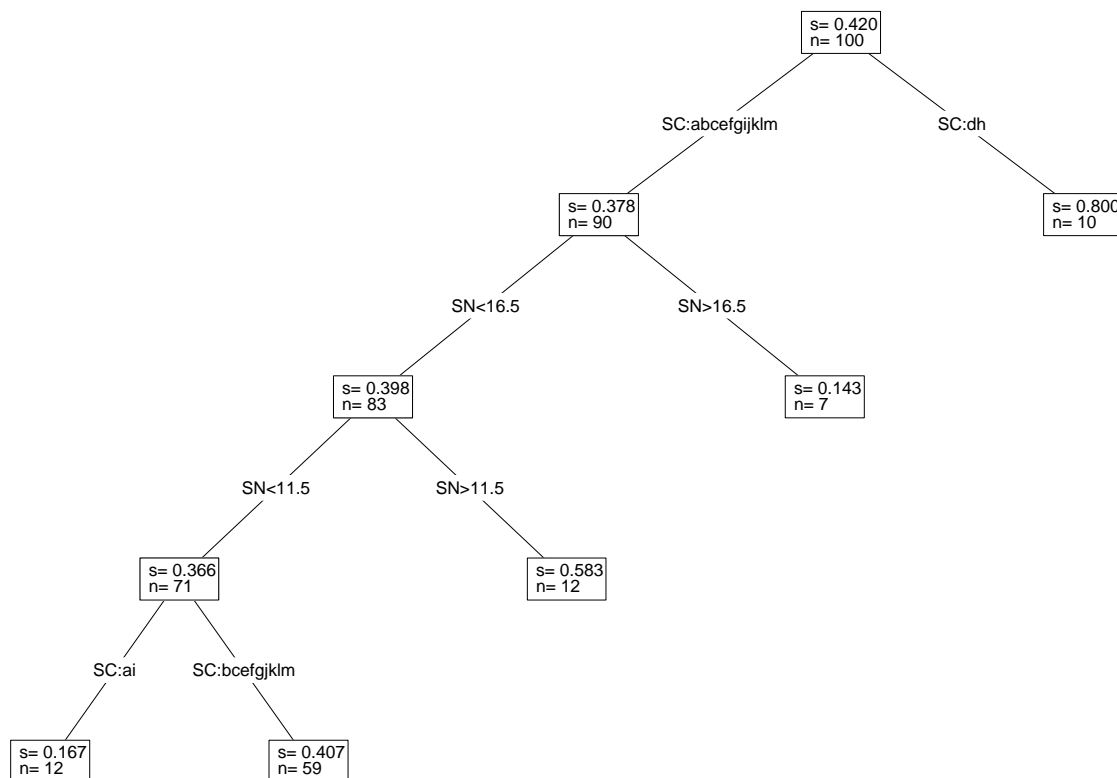 s= 0.420
n= 100
SC:abcefgijklm
SC:dh
s= 0.378
n= 90
s= 0.800
n= 10
SN<16.5
SN>16.5
s= 0.398
n= 83
s= 0.143
n= 7
SN<11.5
SN>11.5
s= 0.366
n= 71
s= 0.583
n= 12
SC:ai
SC:bcefgjklm
s= 0.167
n= 12
s= 0.407
n= 59